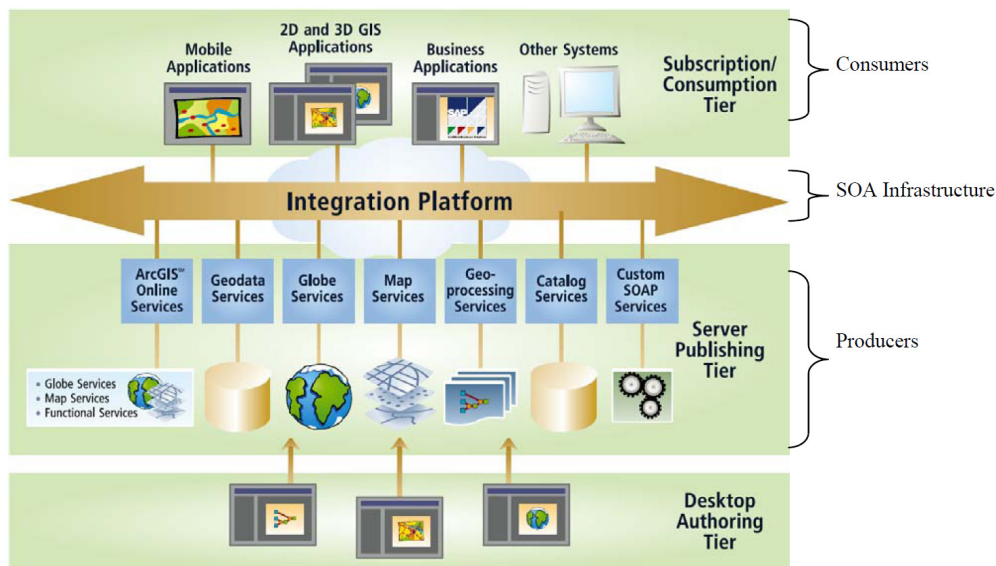 2D and 3D GIS
Applications
Mobile
Applications
Business
Applications
Other Systems
Subscription/
Consumption
Tier
Consumers
SAP
Integration Platform
SOA Infrastructure
ArcGIS℠
Online
Services
Geodata
Services
Globe
Services
Map
Services
Geo-
processing
Services
Catalog
Services
Custom
SOAP
Services
Server
Publishing
Tier
Producers
• Globe Services
• Map Services
• Functional Services
Desktop
Authoring
Tier